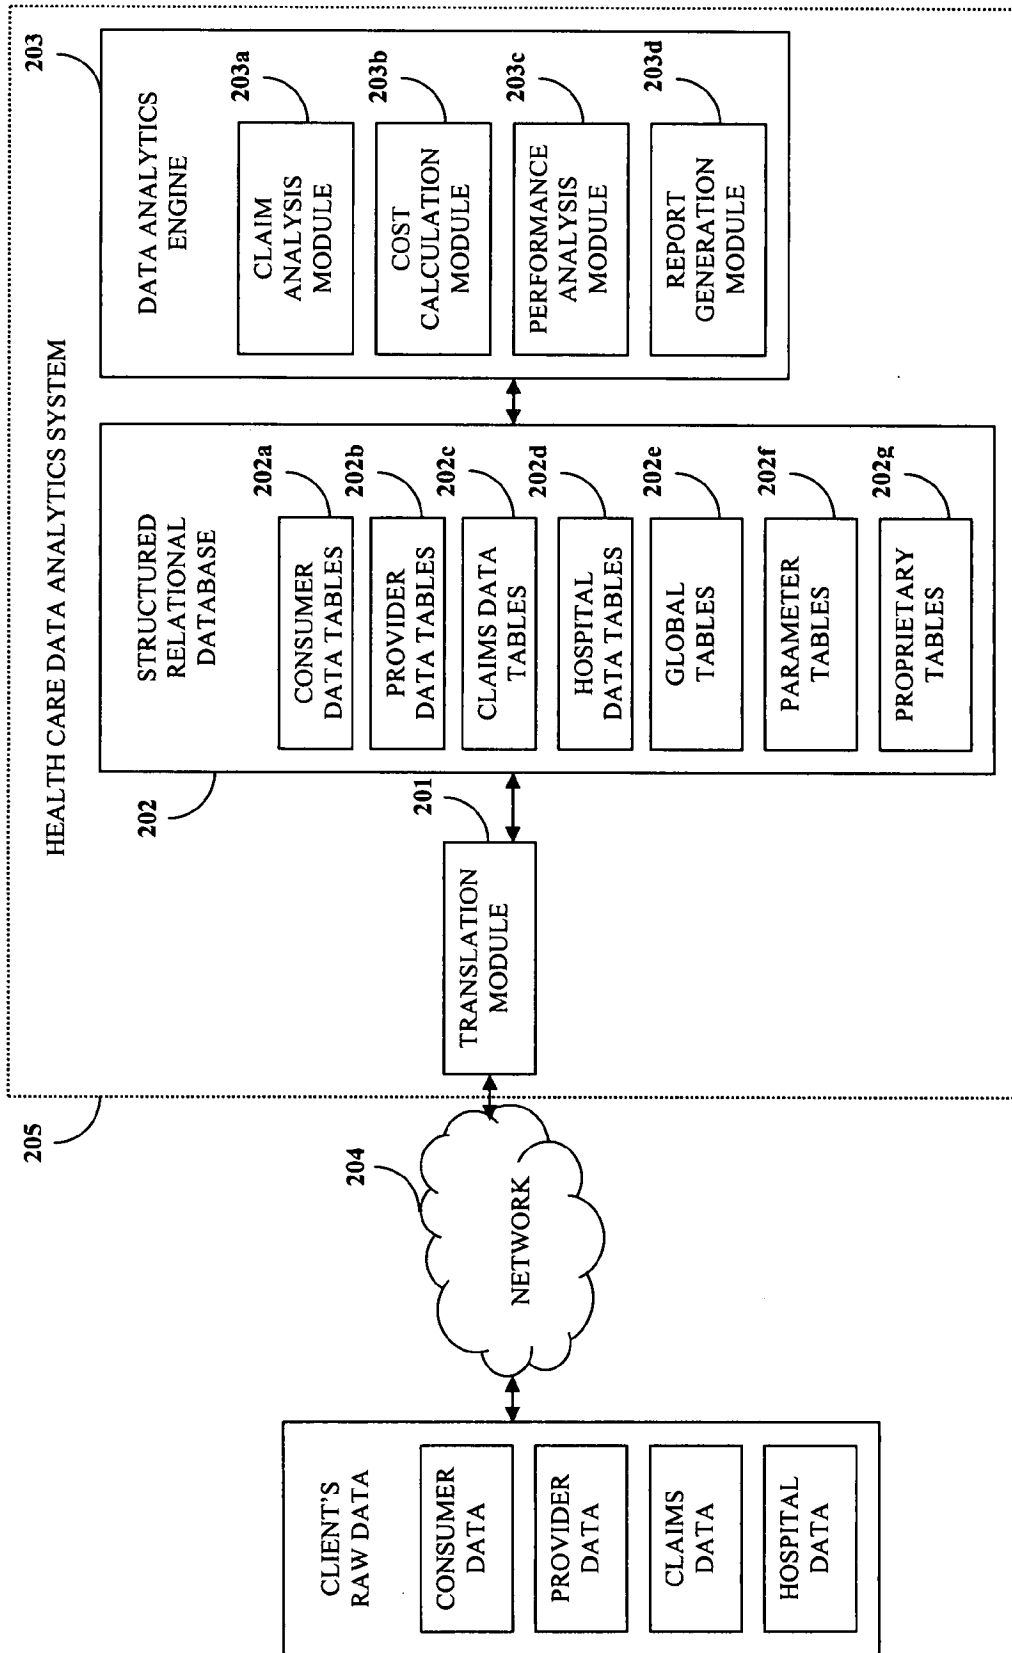 HEALTH CARE DATA ANALYTICS SYSTEM
205
CLIENT'S
RAW DATA
CONSUMER
DATA
PROVIDER
DATA
CLAIMS
DATA
HOSPITAL
DATA
204
NETWORK
201
TRANSLATION
MODULE
202
STRUCTURED
RELATIONAL
DATABASE
202a
CONSUMER
DATA TABLES
202b
PROVIDER
DATA TABLES
202c
CLAIMS DATA
TABLES
202d
HOSPITAL
DATA TABLES
202e
GLOBAL
TABLES
202f
PARAMETER
TABLES
202g
PROPRIETARY
TABLES
203
DATA ANALYTICS
ENGINE
203a
CLAIM
ANALYSIS
MODULE
203b
COST
CALCULATION
MODULE
203c
PERFORMANCE
ANALYSIS
MODULE
203d
REPORT
GENERATION
MODULE